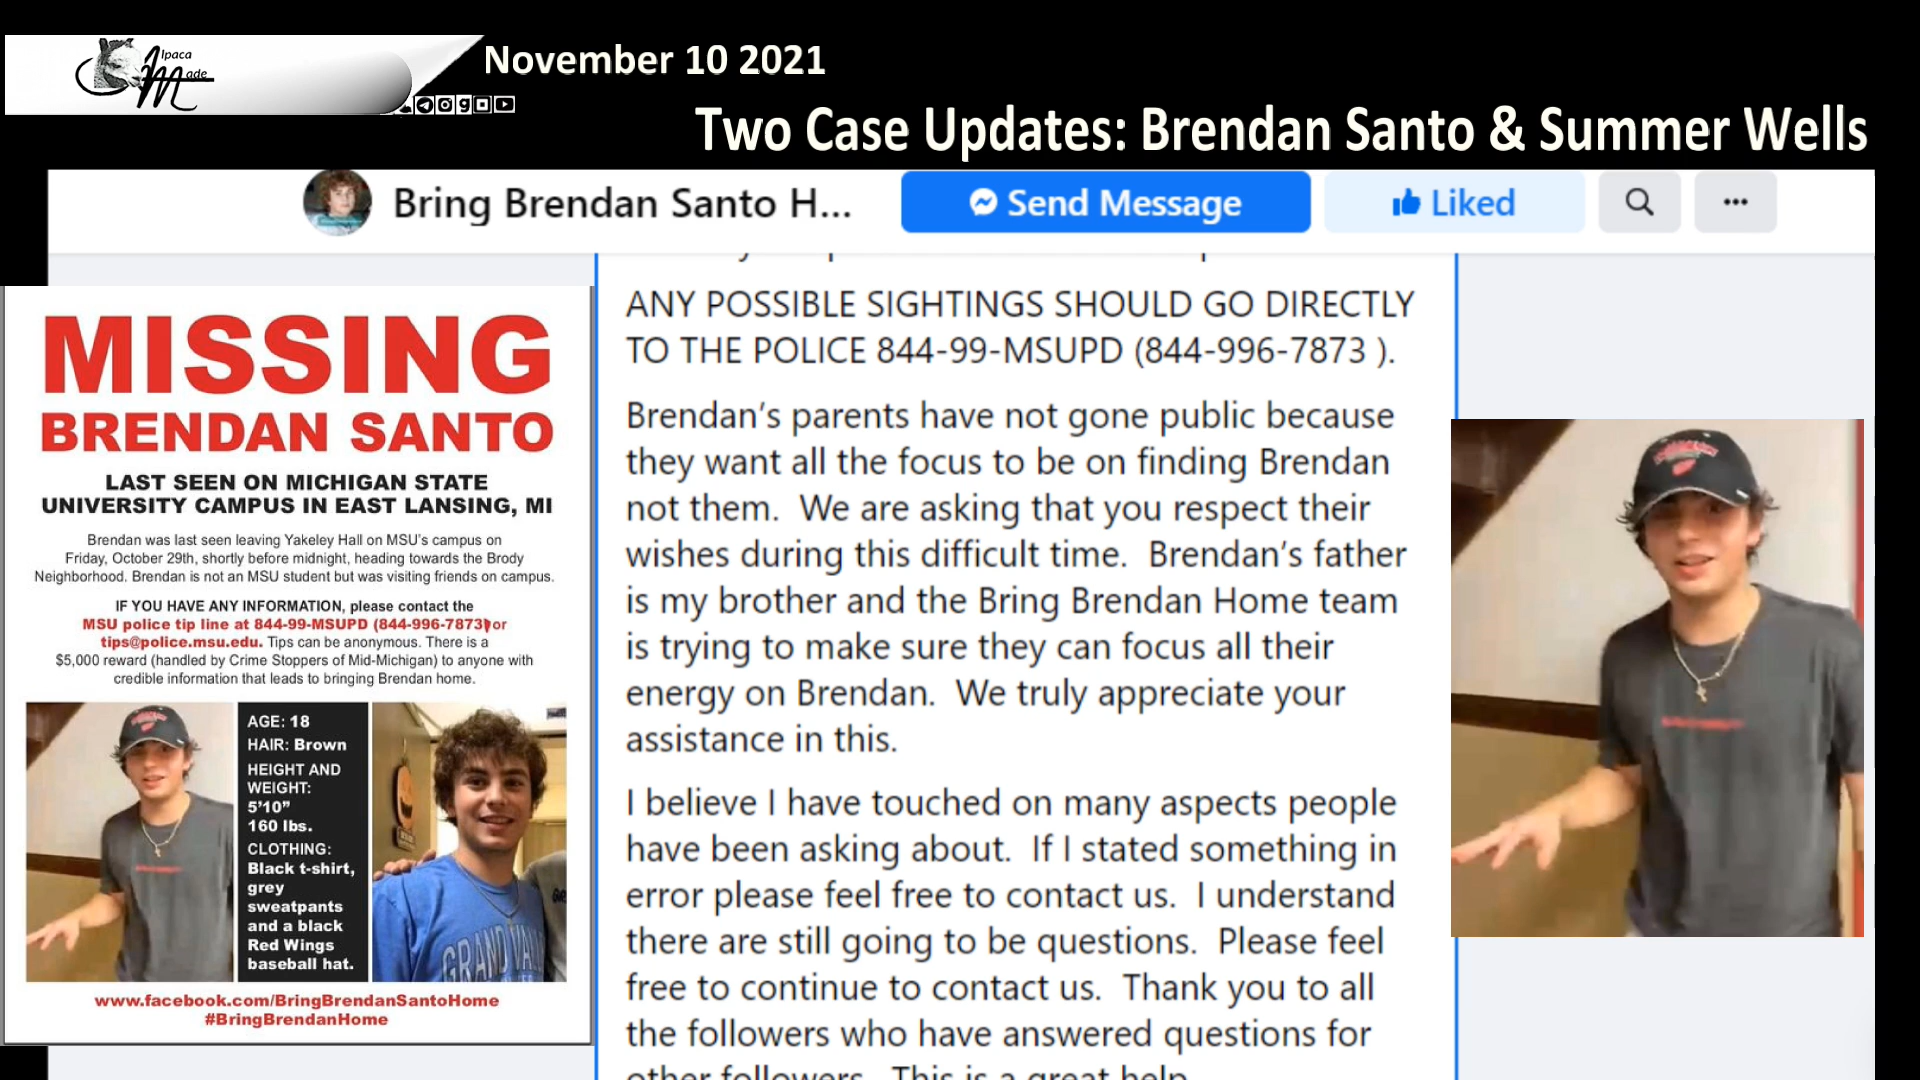 Alpaca
Made
November 10 2021
Two Case Updates: Brendan Santo & Summer Wells
Bring Brendan Santo H...
Send Message
Liked
ANY POSSIBLE SIGHTINGS SHOULD GO DIRECTLY
TO THE POLICE 844-99-MSUPD (844-996-7873 ).
Brendan's parents have not gone public because
they want all the focus to be on finding Brendan
not them.  We are asking that you respect their
wishes during this difficult time.  Brendan's father
is my brother and the Bring Brendan Home team
is trying to make sure they can focus all their
energy on Brendan.  We truly appreciate your
assistance in this.
I believe I have touched on many aspects people
have been asking about.  If I stated something in
error please feel free to contact us.  I understand
there are still going to be questions.  Please feel
free to continue to contact us.  Thank you to all
the followers who have answered questions for
other followers.  This is a great help.
MISSING
BRENDAN SANTO
LAST SEEN ON MICHIGAN STATE
UNIVERSITY CAMPUS IN EAST LANSING, MI
Brendan was last seen leaving Yakeley Hall on MSU's campus on
Friday, October 29th, shortly before midnight, heading towards the Brody
Neighborhood. Brendan is not an MSU student but was visiting friends on campus.
IF YOU HAVE ANY INFORMATION, please contact the
MSU police tip line at 844-99-MSUPD (844-996-7873) or
tips@police.msu.edu. Tips can be anonymous. There is a
$5,000 reward (handled by Crime Stoppers of Mid-Michigan) to anyone with
credible information that leads to bringing Brendan home.
AGE: 18
HAIR: Brown
HEIGHT AND
WEIGHT:
5'10"
160 lbs.
CLOTHING:
Black t-shirt,
grey
sweatpants
and a black
Red Wings
baseball hat.
GRAND VALLEY
www.facebook.com/BringBrendanSantoHome
#BringBrendanHome